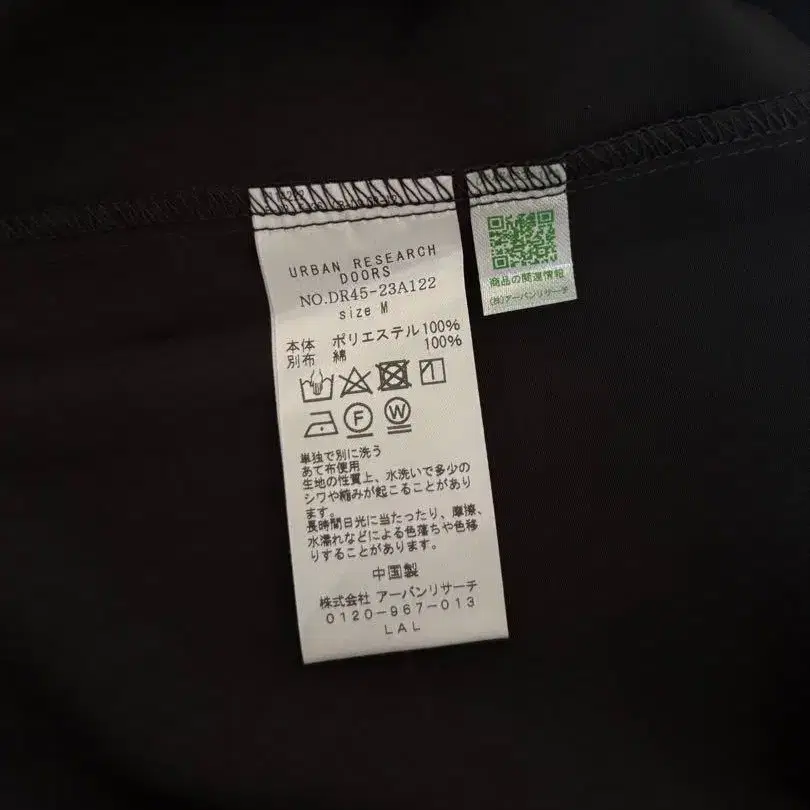 URBAN RESEARCH
DOORS
NO.DR45-23A122
size M
本体 ポリエステル100%
別布 綿 100%
F W
単独で別に洗う
あて布使用
生地の性質上、水洗いで多少の
シワや縮みが起こることがあり
ます。
長時間日光に当たったり、摩擦、
水濡れなどによる色落ちや色移
りすることがあります。
中国製
株式会社 アーバンリサーチ
0120-967-013
LAL
商品の関連情報
(株)アーバンリサーチ